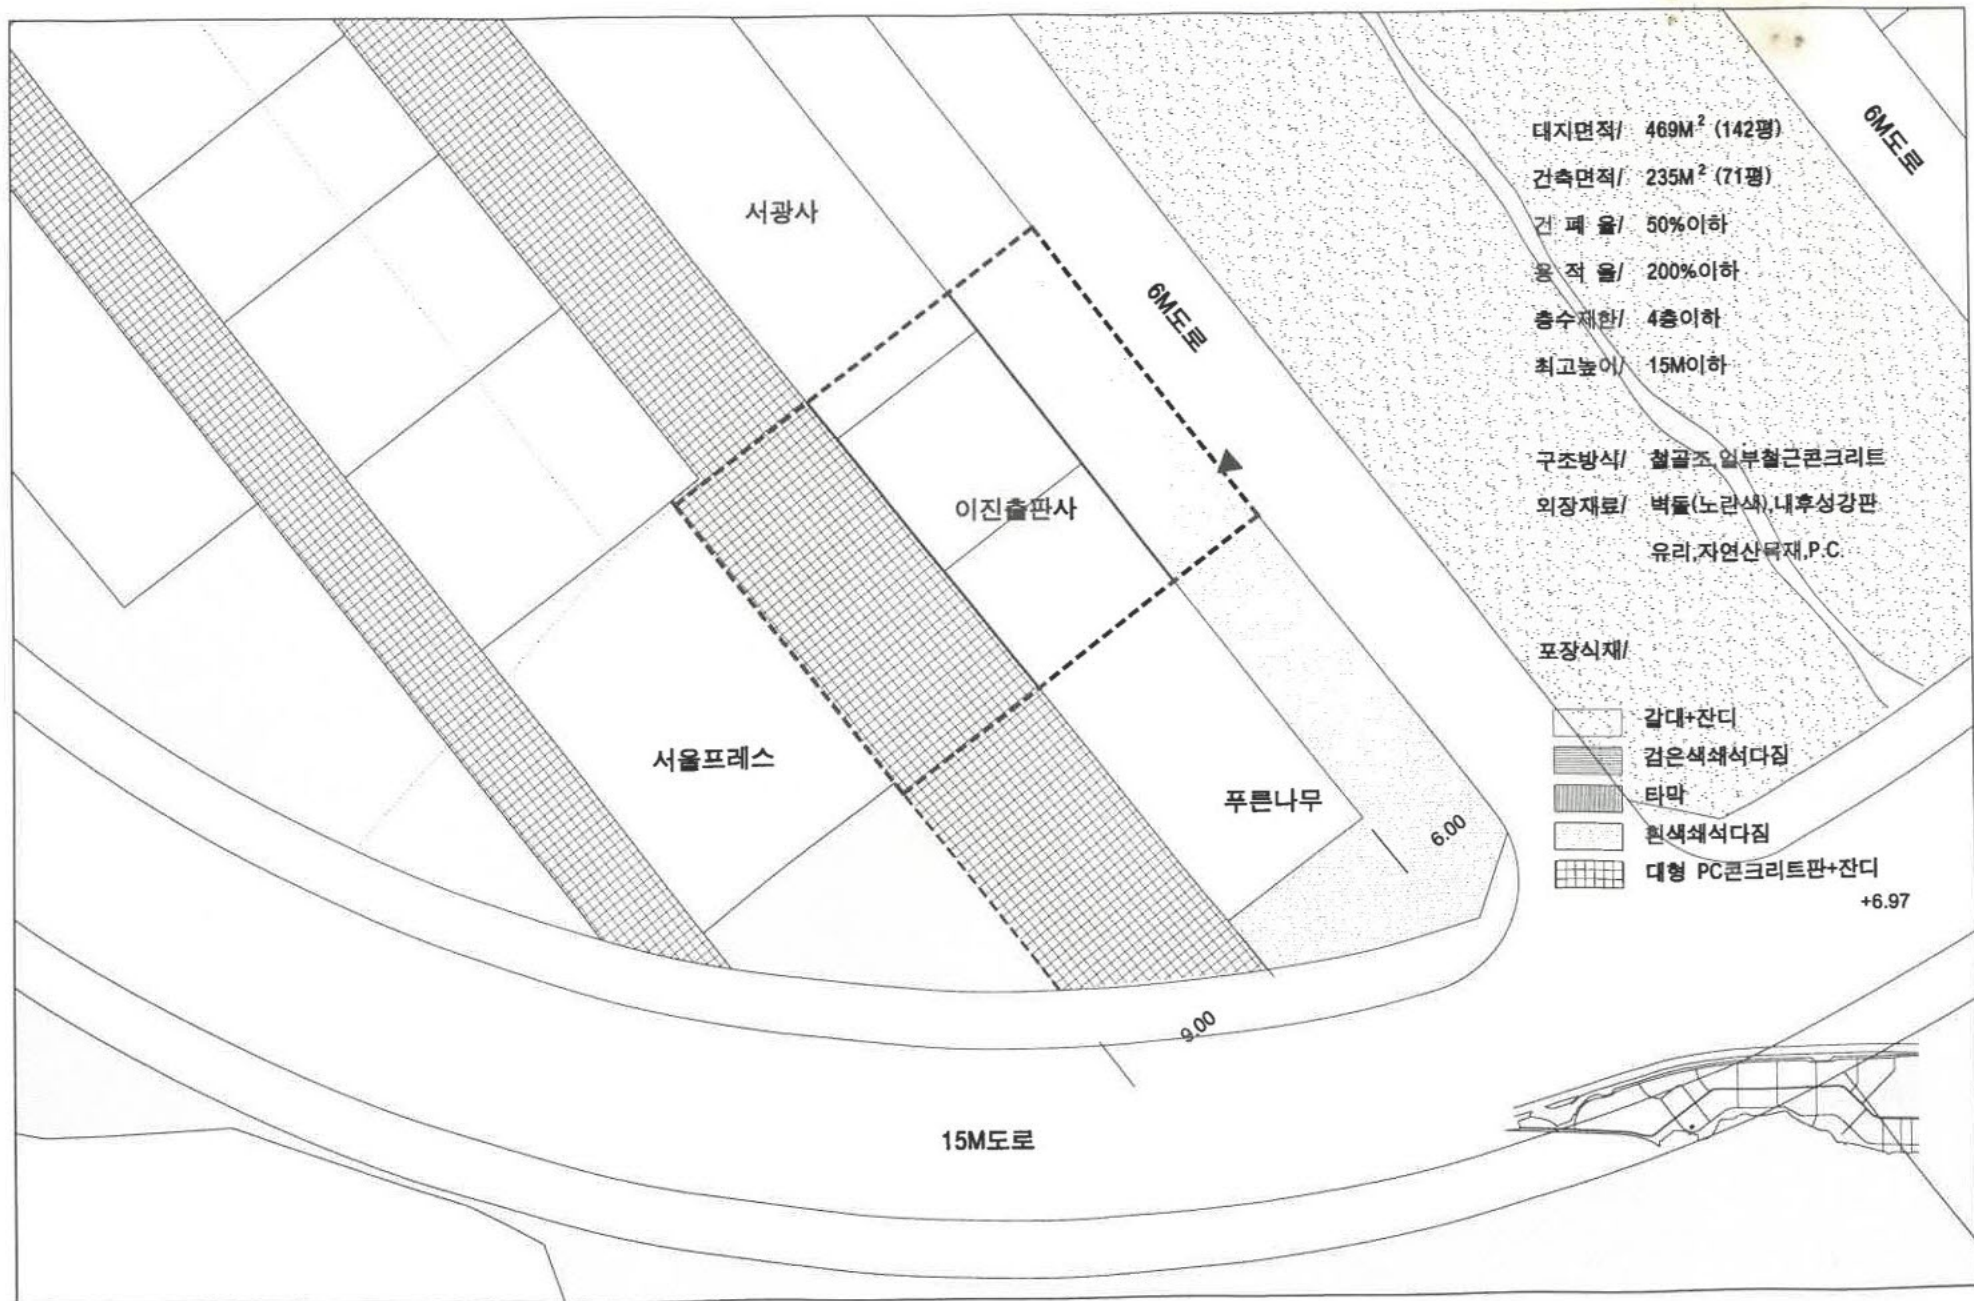 6M도로
대지면적/ 469M² (142평)
건축면적/ 235M² (71평)
건 폐 율/ 50%이하
용 적 율/ 200%이하
층수제한/ 4층이하
최고높이/ 15M이하
구조방식/ 철골조,일부철근콘크리트
외장재료/ 벽돌(노란색),내후성강판
유리,자연산목재,P.C.
포장식재/
갈대+잔디
검은색쇄석다짐
타막
흰색쇄석다짐
대형 PC콘크리트판+잔디
+6.97
서광사
6M도로
이진출판사
서울프레스
푸른나무
6.00
9.00
15M도로